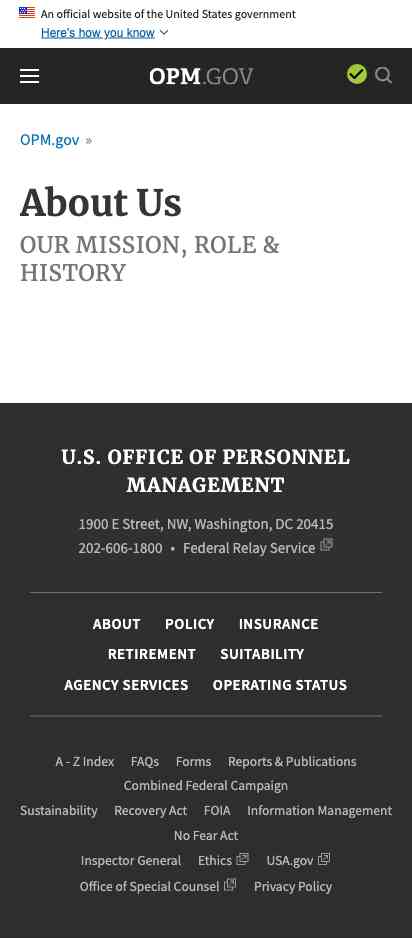 An official website of the United States government
Here's how you know
OPM.GOV
OPM.gov »
About Us
OUR MISSION, ROLE &
HISTORY
U.S. OFFICE OF PERSONNEL
MANAGEMENT
1900 E Street, NW, Washington, DC 20415
202-606-1800 • Federal Relay Service
ABOUT POLICY INSURANCE
RETIREMENT SUITABILITY
AGENCY SERVICES OPERATING STATUS
A - Z Index FAQs Forms Reports & Publications
Combined Federal Campaign
Sustainability Recovery Act FOIA Information Management
No Fear Act
Inspector General Ethics USA.gov
Office of Special Counsel Privacy Policy